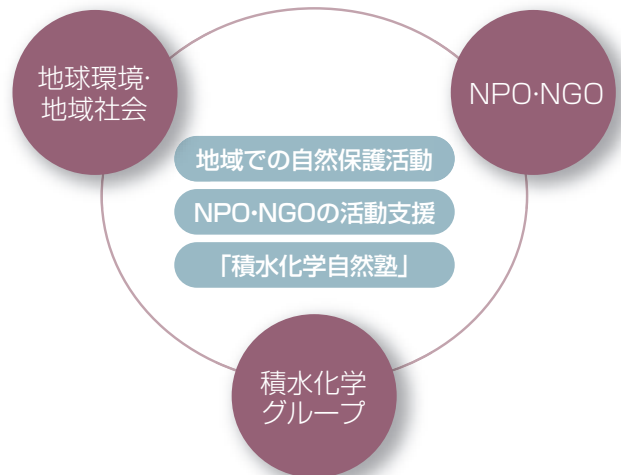 地球環境·
地域社会
NPO·NGO
地域での自然保護活動
NPO·NGOの活動支援
「積水化学自然塾」
積水化学
グループ